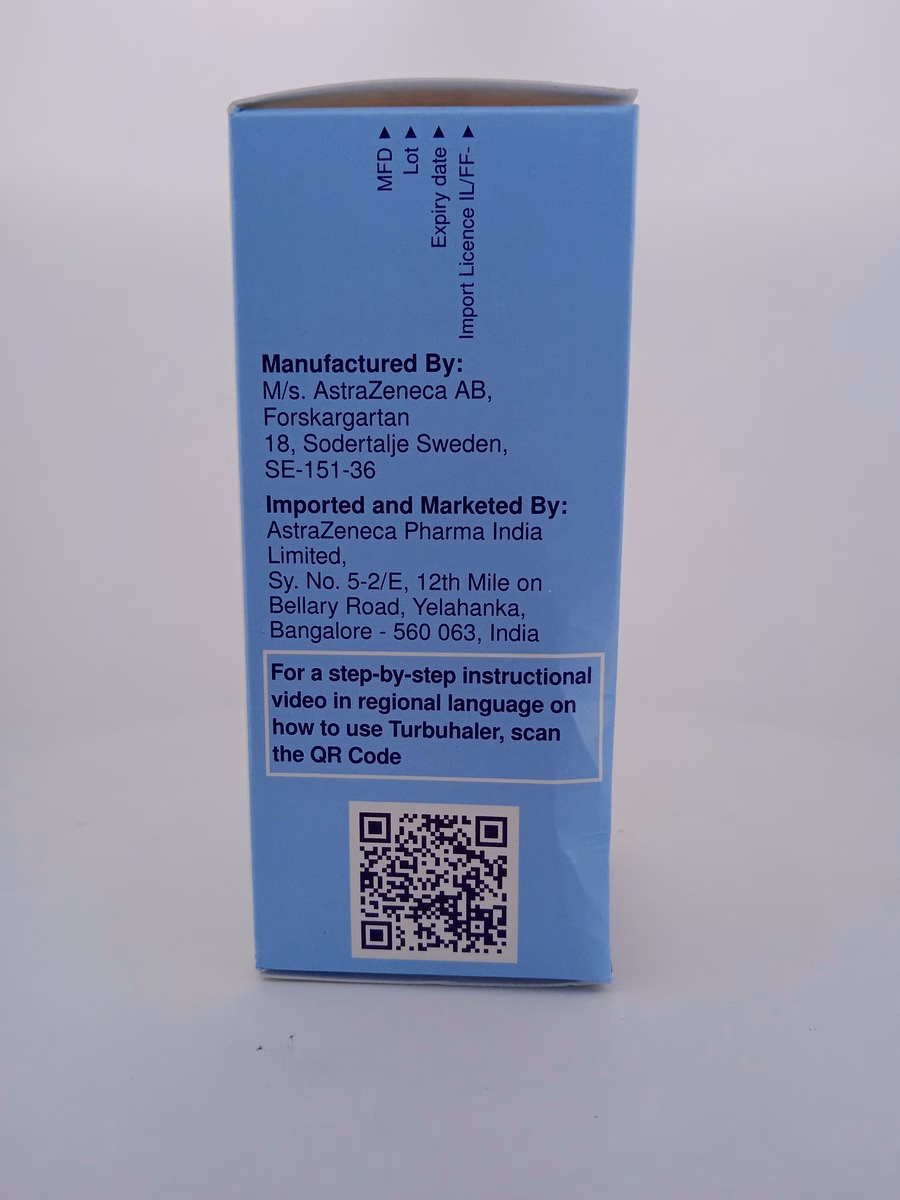 MFD ▶
Lot ▶
Expiry date ▶
Import Licence IL/FF- ▶
Manufactured By:
M/s. AstraZeneca AB,
Forskargartan
18, Sodertalje Sweden,
SE-151-36
Imported and Marketed By:
AstraZeneca Pharma India
Limited,
Sy. No. 5-2/E, 12th Mile on
Bellary Road, Yelahanka,
Bangalore - 560 063, India
For a step-by-step instructional
video in regional language on
how to use Turbuhaler, scan
the QR Code